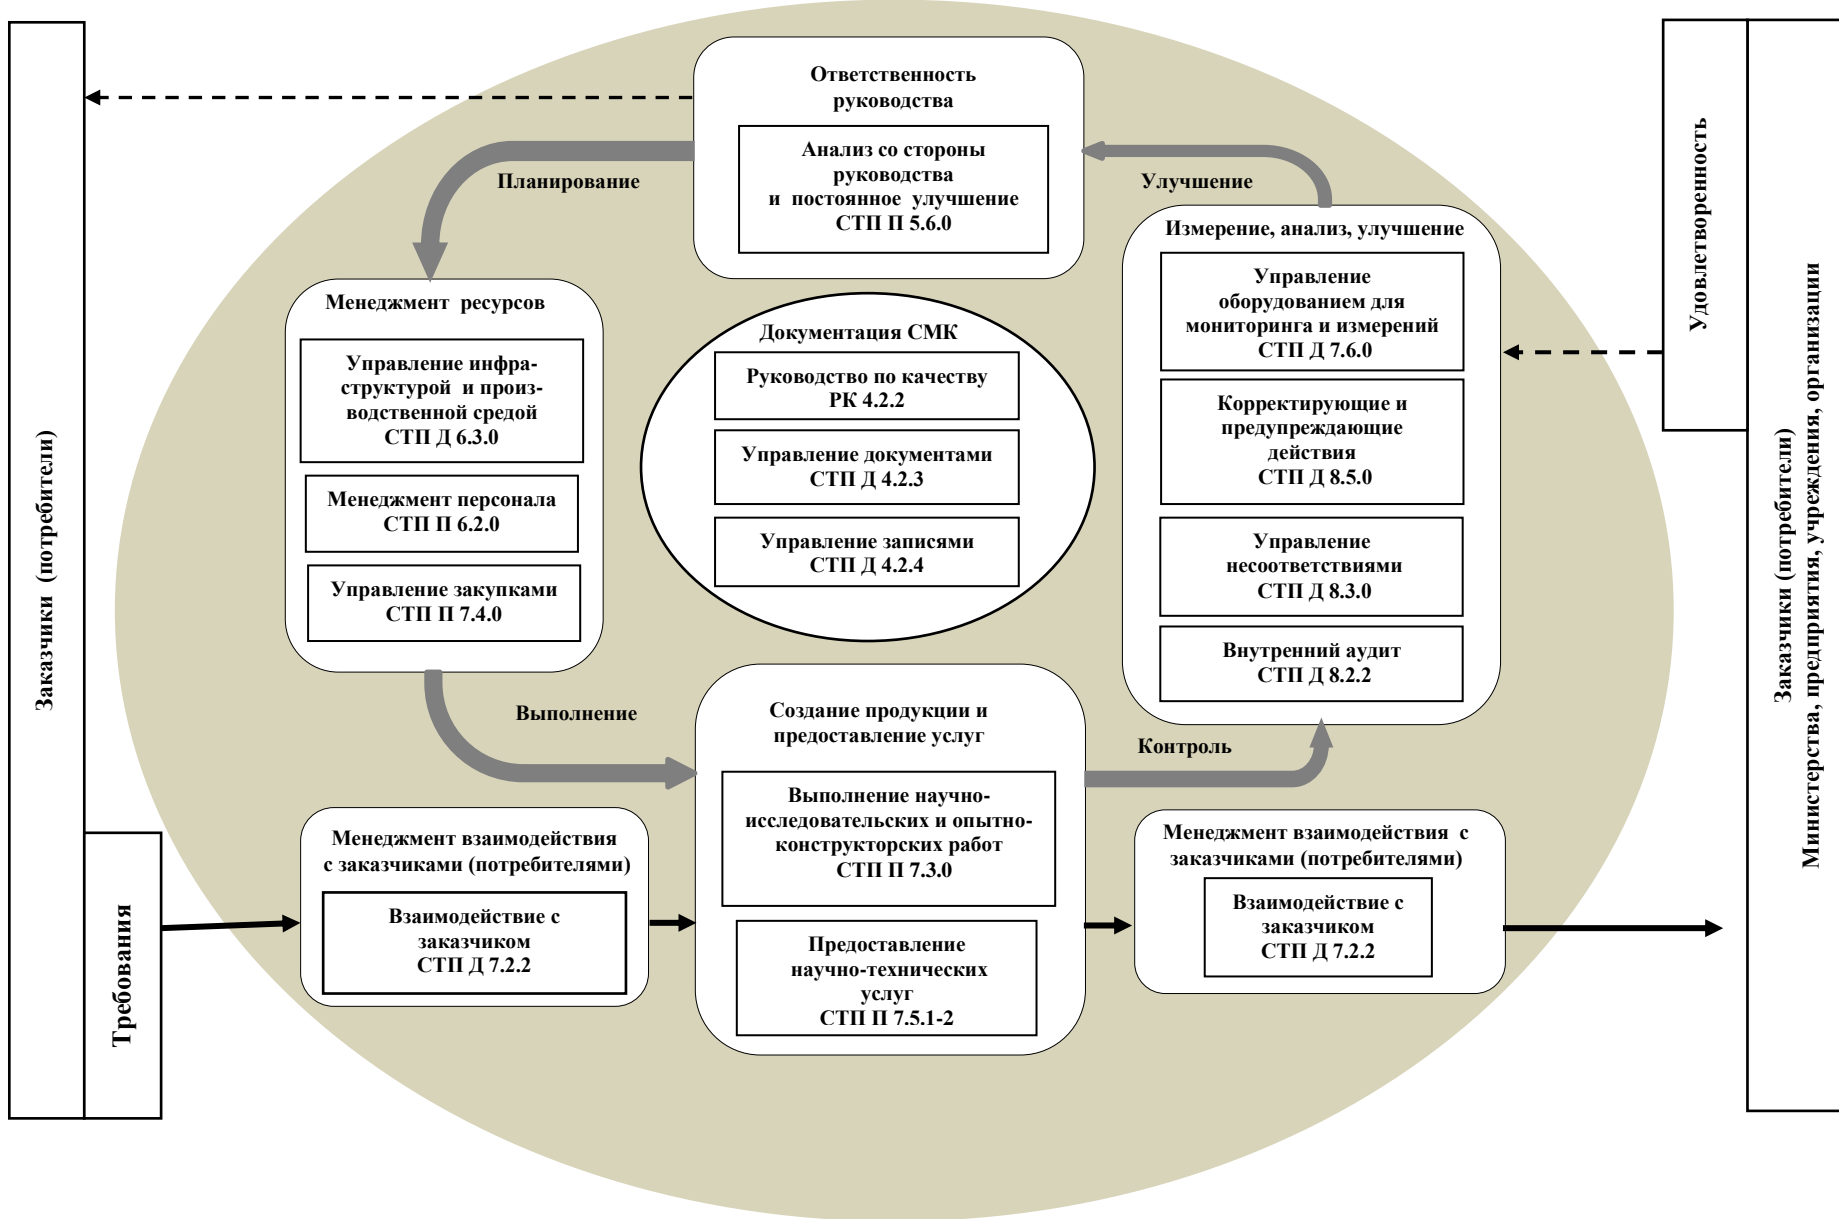 Заказчики (потребители)
Требования
Ответственность
руководства
Анализ со стороны
руководства
и постоянное улучшение
СТП П 5.6.0
Планирование
Улучшение
Менеджмент ресурсов
Управление инфра-
структурой и произ-
водственной средой
СТП Д 6.3.0
Менеджмент персонала
СТП П 6.2.0
Управление закупками
СТП П 7.4.0
Документация СМК
Руководство по качеству
РК 4.2.2
Управление документами
СТП Д 4.2.3
Управление записями
СТП Д 4.2.4
Измерение, анализ, улучшение
Управление
оборудованием для
мониторинга и измерений
СТП Д 7.6.0
Корректирующие и
предупреждающие
действия
СТП Д 8.5.0
Управление
несоответствиями
СТП Д 8.3.0
Внутренний аудит
СТП Д 8.2.2
Выполнение
Контроль
Создание продукции и
предоставление услуг
Выполнение научно-
исследовательских и опытно-
конструкторских работ
СТП П 7.3.0
Предоставление
научно-технических
услуг
СТП П 7.5.1-2
Менеджмент взаимодействия
с заказчиками (потребителями)
Взаимодействие с
заказчиком
СТП Д 7.2.2
Менеджмент взаимодействия с
заказчиками (потребителями)
Взаимодействие с
заказчиком
СТП Д 7.2.2
Удовлетворенность
Заказчики (потребители)
Министерства, предприятия, учреждения, организации